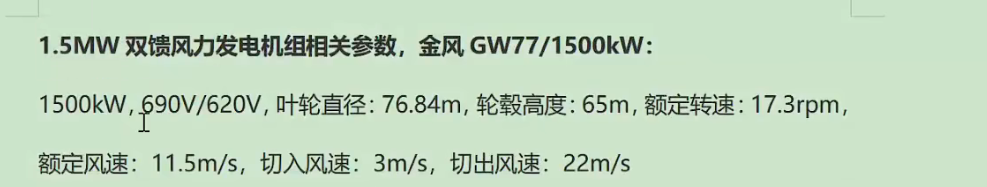 1.5MW 双馈风力发电机组相关参数，金风 GW77/1500kW：
1500kW，690V/620V，叶轮直径：76.84m，轮毂高度：65m，额定转速：17.3rpm，
额定风速：11.5m/s，切入风速：3m/s，切出风速：22m/s